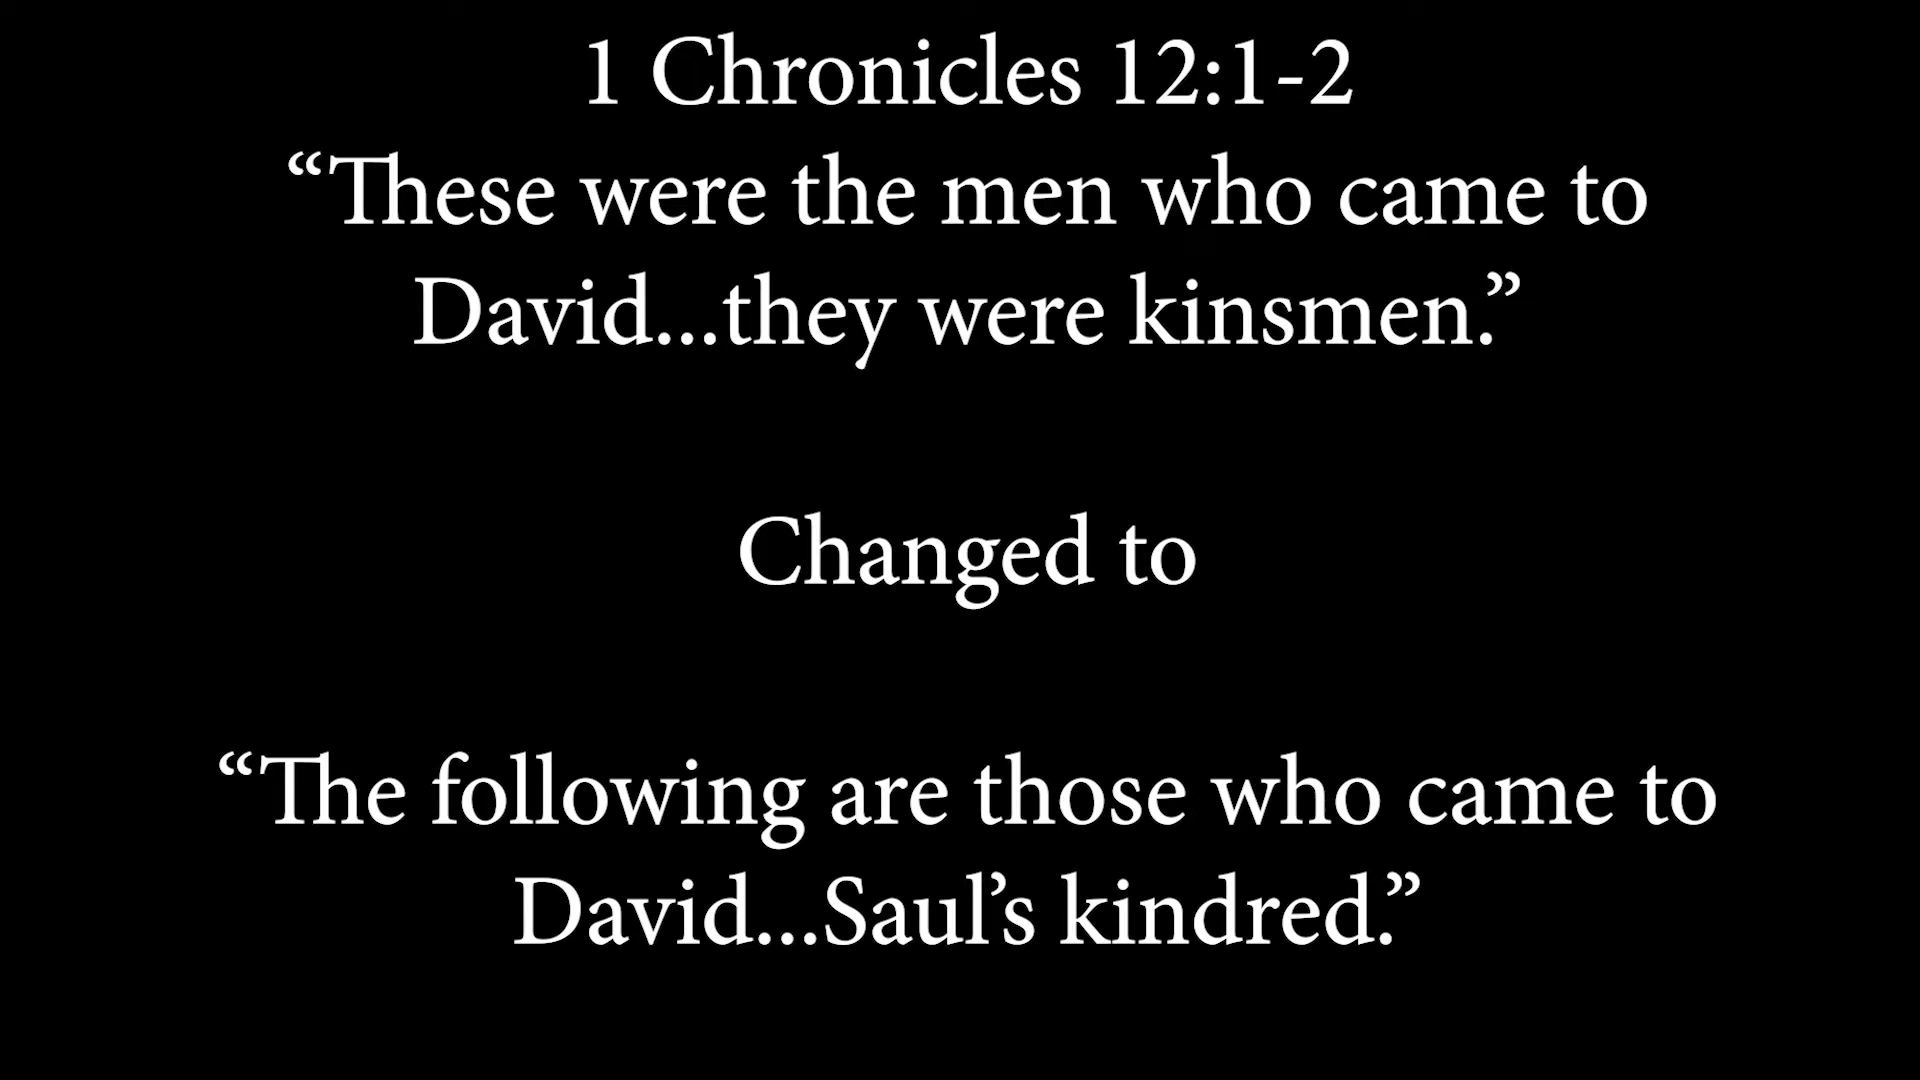 1 Chronicles 12:1-2
“These were the men who came to
David...they were kinsmen.”
Changed to
“The following are those who came to
David...Saul’s kindred.”